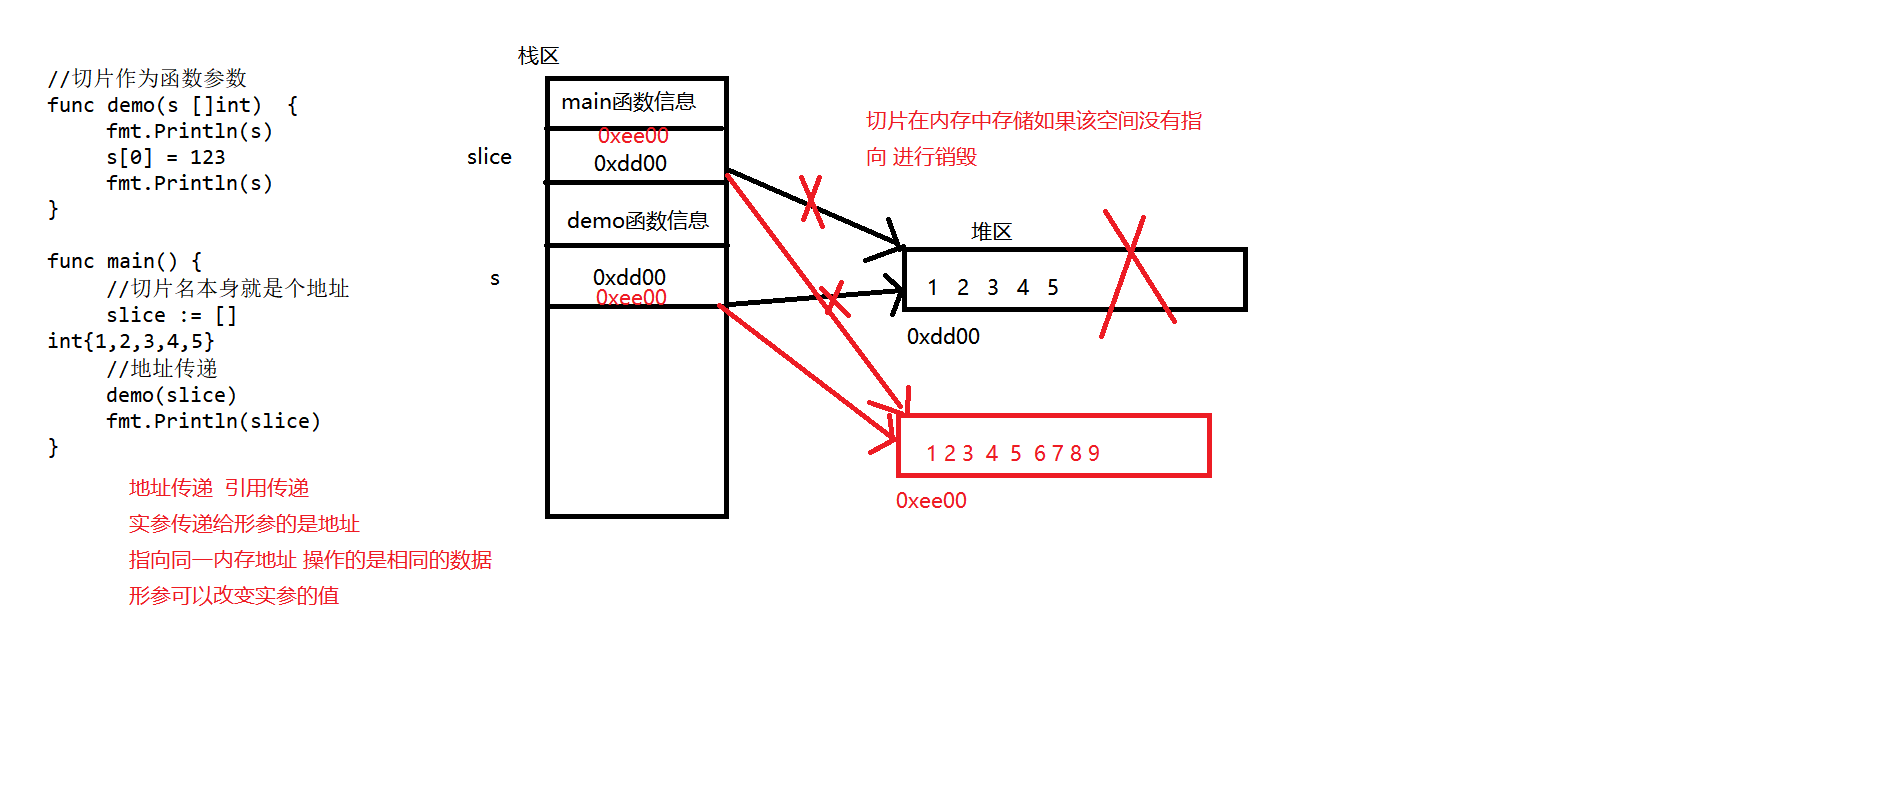 //切片作为函数参数
func demo(s []int)  {
fmt.Println(s)
s[0] = 123
fmt.Println(s)
}
func main() {
//切片名本身就是个地址
slice := []
int{1,2,3,4,5}
//地址传递
demo(slice)
fmt.Println(slice)
}
地址传递  引用传递
实参传递给形参的是地址
指向同一内存地址 操作的是相同的数据
形参可以改变实参的值
栈区
main函数信息
0xee00
slice
0xdd00
demo函数信息
s
0xdd00
0xee00
切片在内存中存储如果该空间没有指
向 进行销毁
堆区
1 2 3 4 5
0xdd00
1 2 3 4 5 6 7 8 9
0xee00